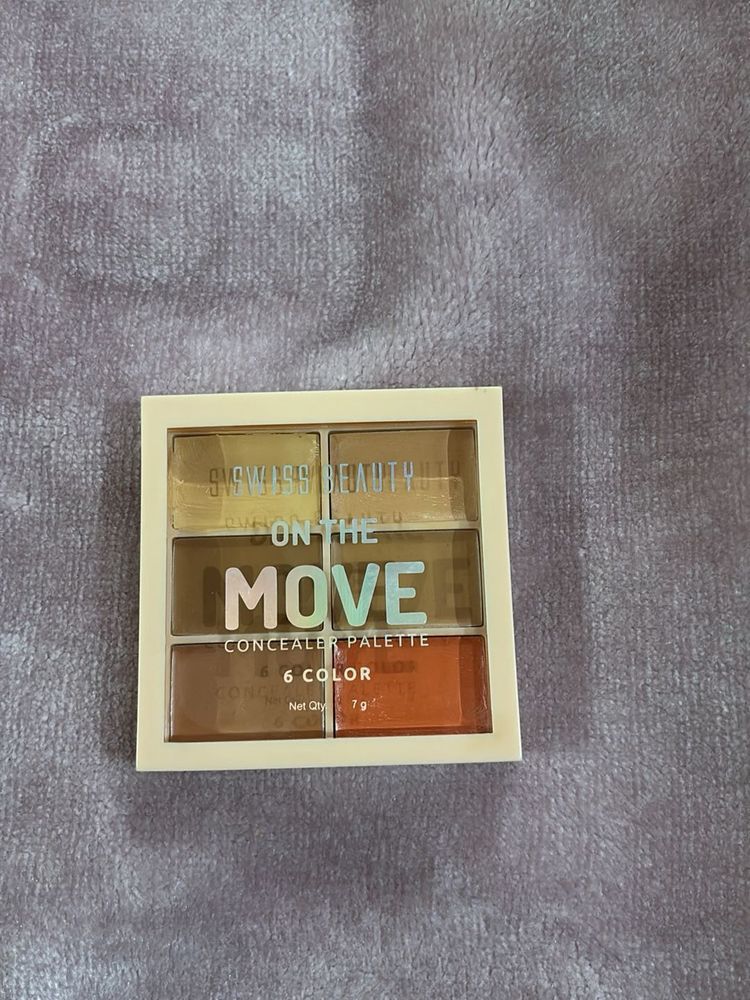 SWISS BEAUTY
ON THE
MOVE
CONCEALER PALETTE
6 COLOR
Net Qty. 7 g